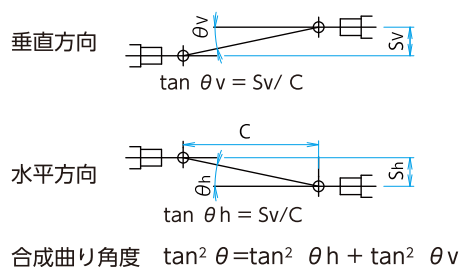 θv
Sv
垂直方向
tan θv = Sv/ C
C
θh
Sh
水平方向
tan θh = Sv/C
合成曲り角度 tan² θ=tan² θh + tan² θv